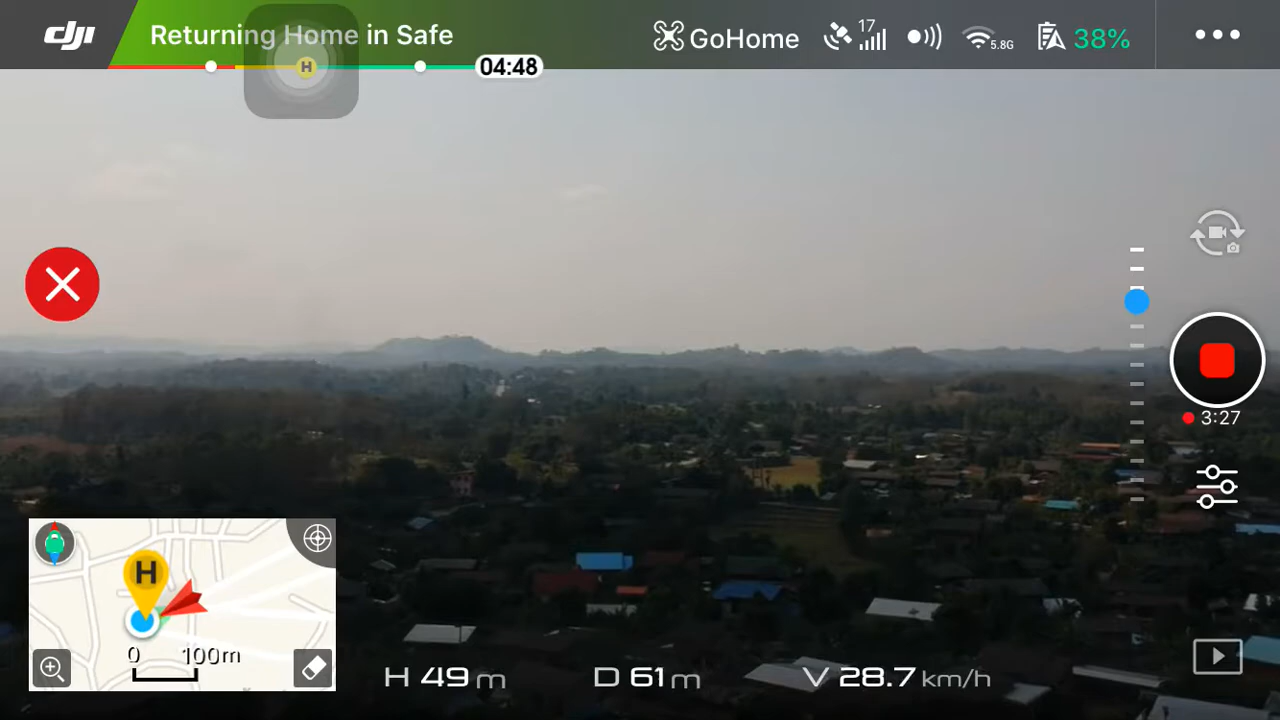 dji Returning Home in Safe GoHome 17 5.8G 38%
H 04:48
3:27
H
0 100m
H 49 m D 61 m V 28.7 km/h